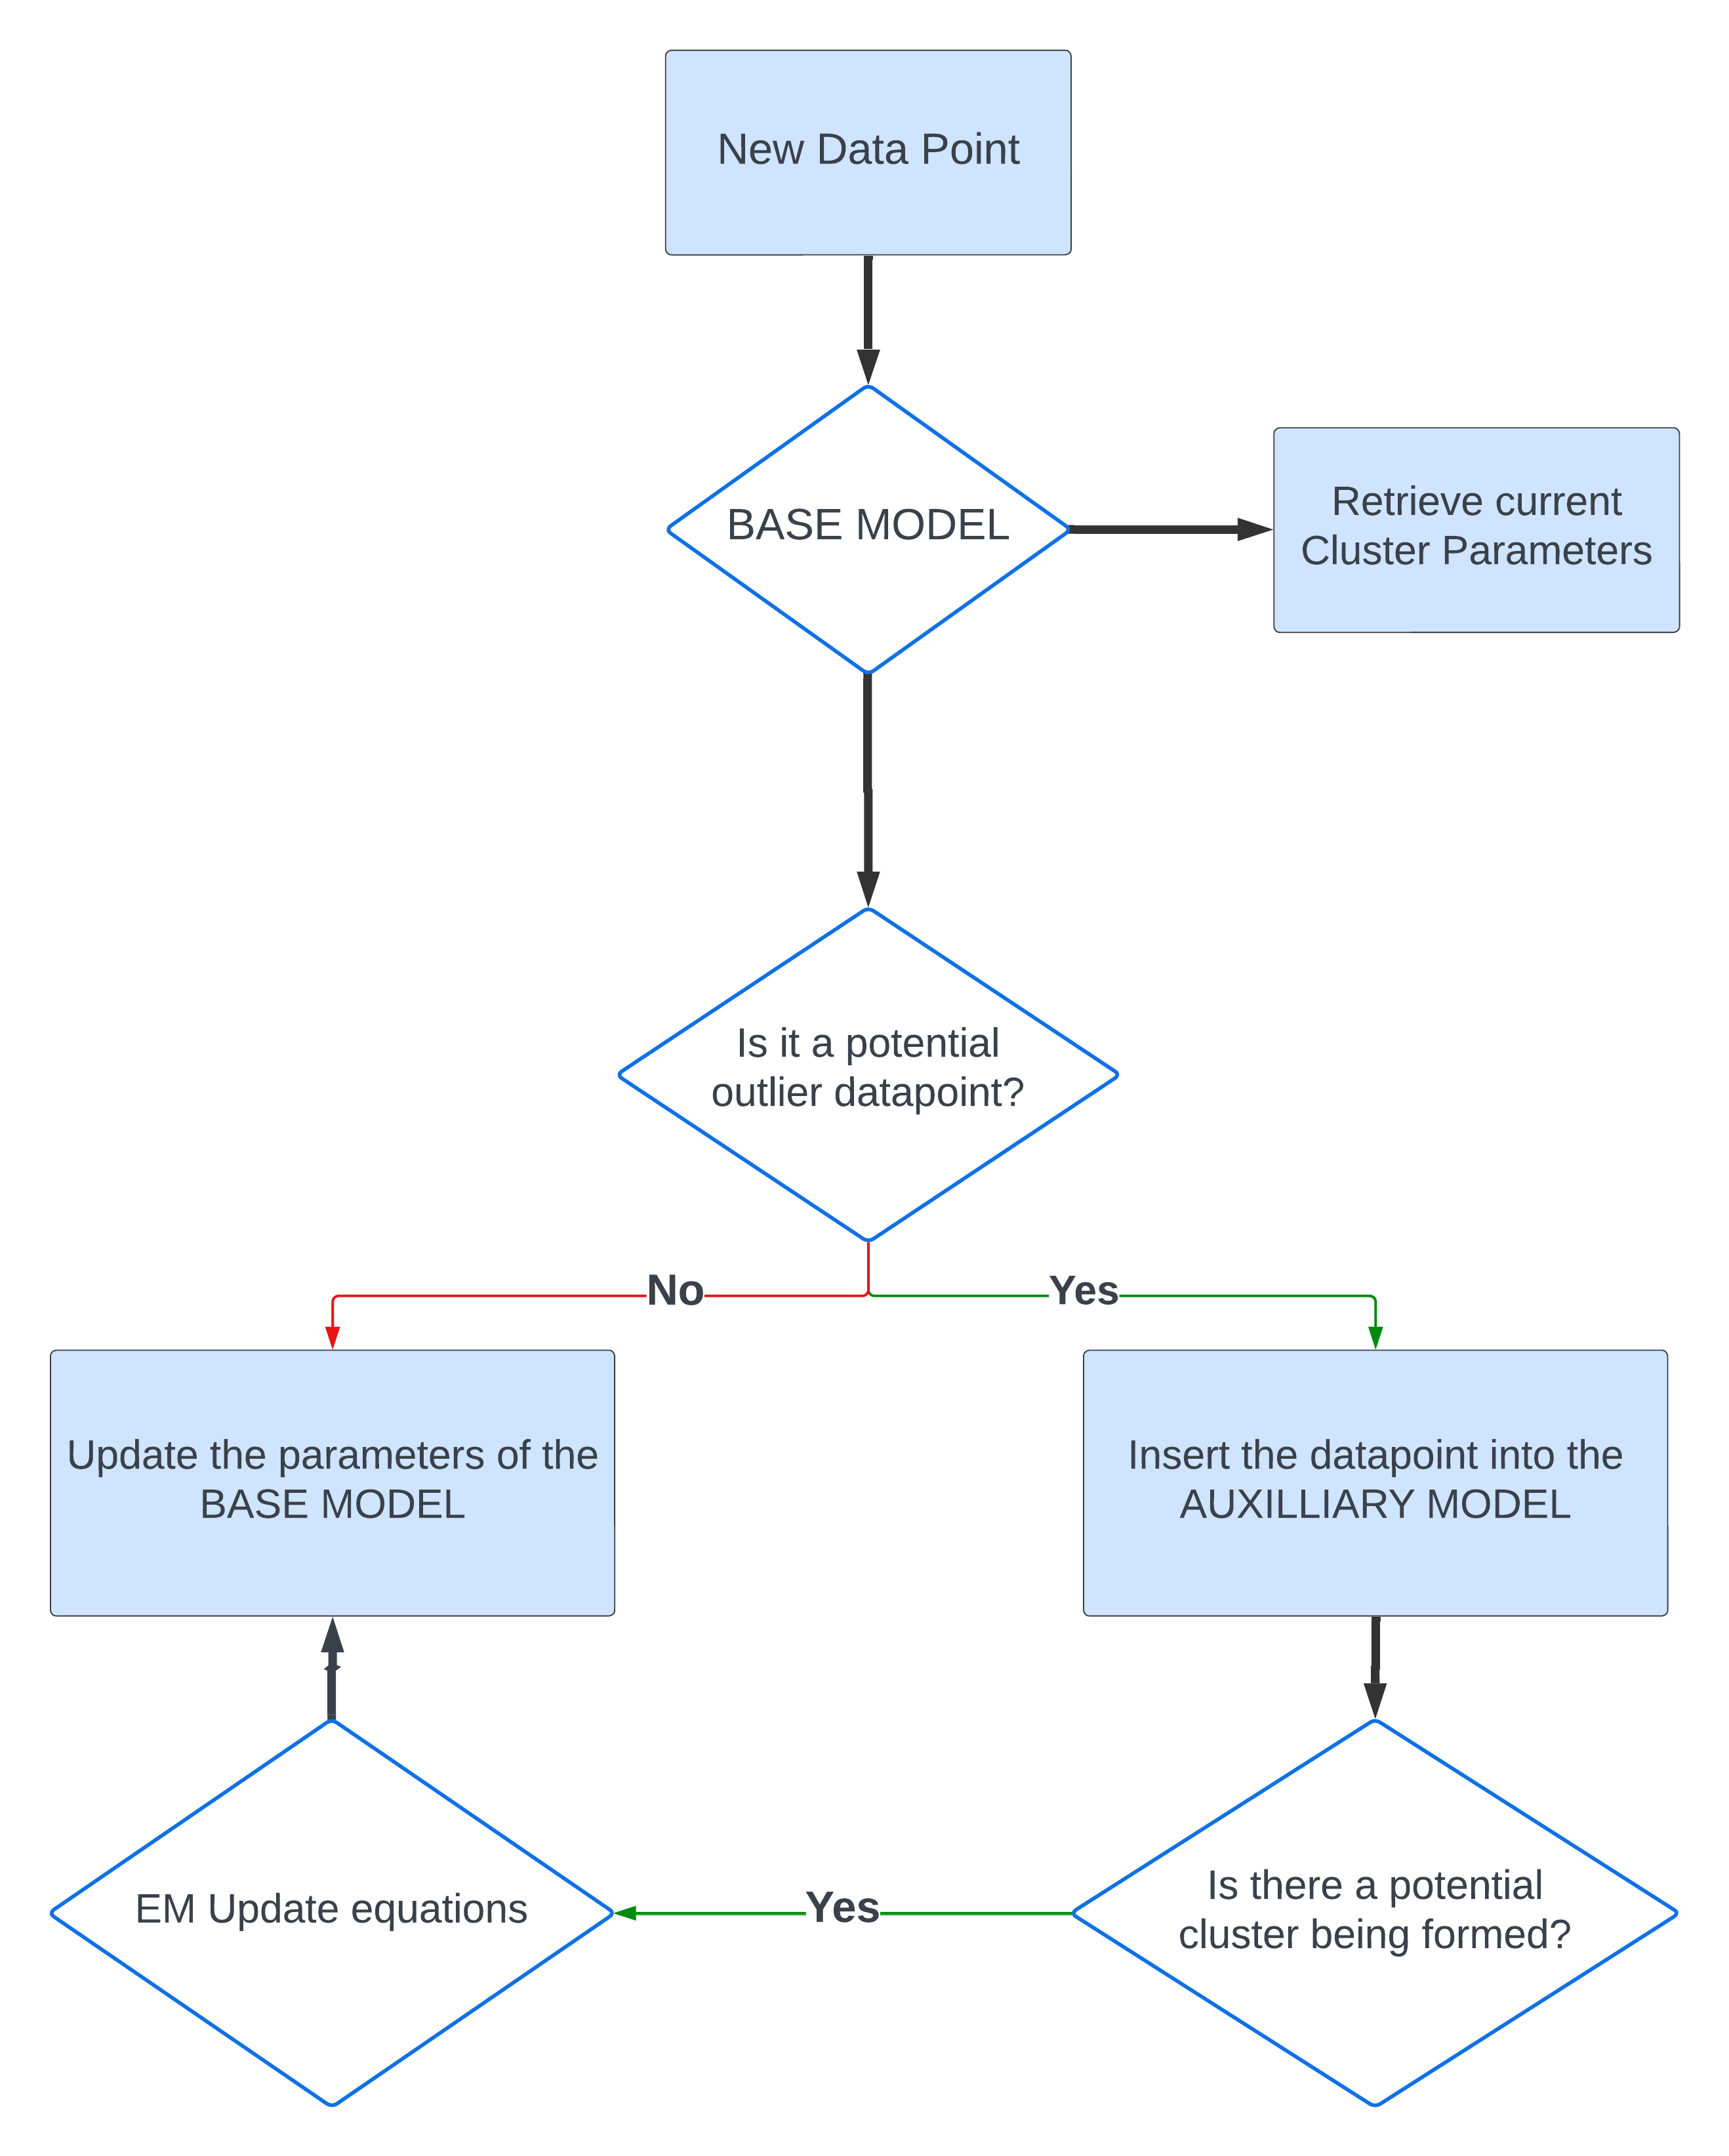 New Data Point
BASE MODEL
Retrieve current
Cluster Parameters
Is it a potential
outlier datapoint?
No
Yes
Update the parameters of the
BASE MODEL
Insert the datapoint into the
AUXILLIARY MODEL
EM Update equations
Yes
Is there a potential
cluster being formed?